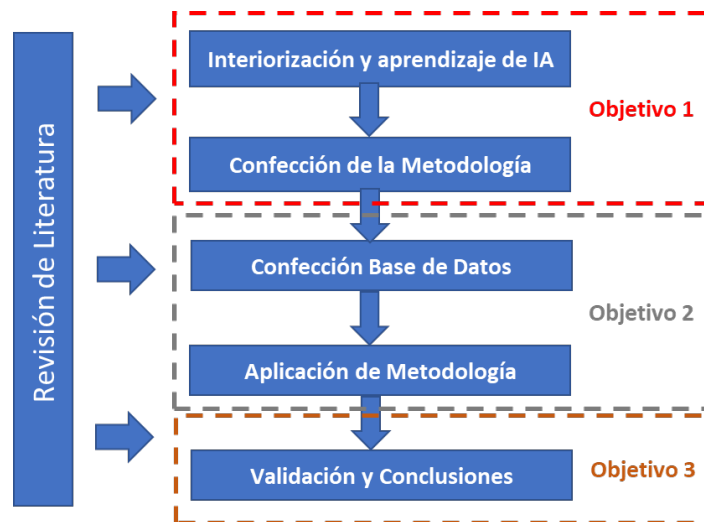 Revisión de Literatura
Interiorización y aprendizaje de IA
Objetivo 1
Confección de la Metodología
Confección Base de Datos
Objetivo 2
Aplicación de Metodología
Validación y Conclusiones
Objetivo 3